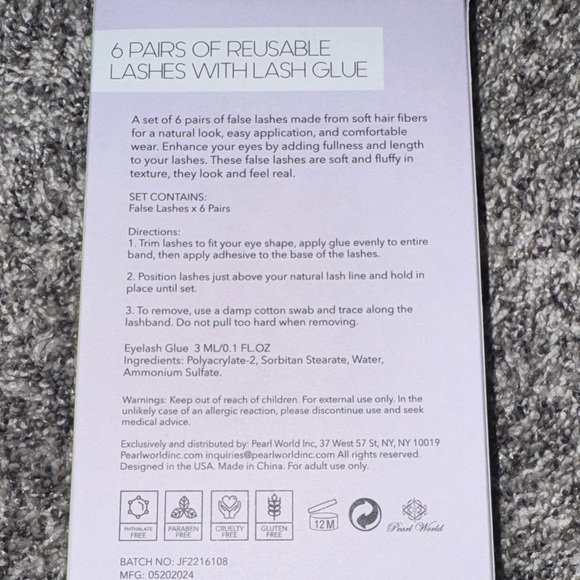 6 PAIRS OF REUSABLE
LASHES WITH LASH GLUE
A set of 6 pairs of false lashes made from soft hair fibers
for a natural look, easy application, and comfortable
wear. Enhance your eyes by adding fullness and length
to your lashes. These false lashes are soft and fluffy in
texture, they look and feel real.
SET CONTAINS:
False Lashes x 6 Pairs
Directions:
1. Trim lashes to fit your eye shape, apply glue evenly to entire
band, then apply adhesive to the base of the lashes.
2. Position lashes just above your natural lash line and hold in
place until set.
3. To remove, use a damp cotton swab and trace along the
lashband. Do not pull too hard when removing.
Eyelash Glue 3 ML/0.1 FL.OZ
Ingredients: Polyacrylate-2, Sorbitan Stearate, Water,
Ammonium Sulfate.
Warnings: Keep out of reach of children. For external use only. In the
unlikely case of an allergic reaction, please discontinue use and seek
medical advice.
Exclusively and distributed by: Pearl World Inc, 37 West 57 St, NY, NY 10019
Pearlworldinc.com inquiries@pearlworldinc.com All rights reserved.
Designed in the USA. Made in China. For adult use only.
PHTHALATE
FREE
PARABEN
FREE
CRUELTY
FREE
GLUTEN
FREE
12M
Pearl World
BATCH NO: JF2216108
MFG: 05202024